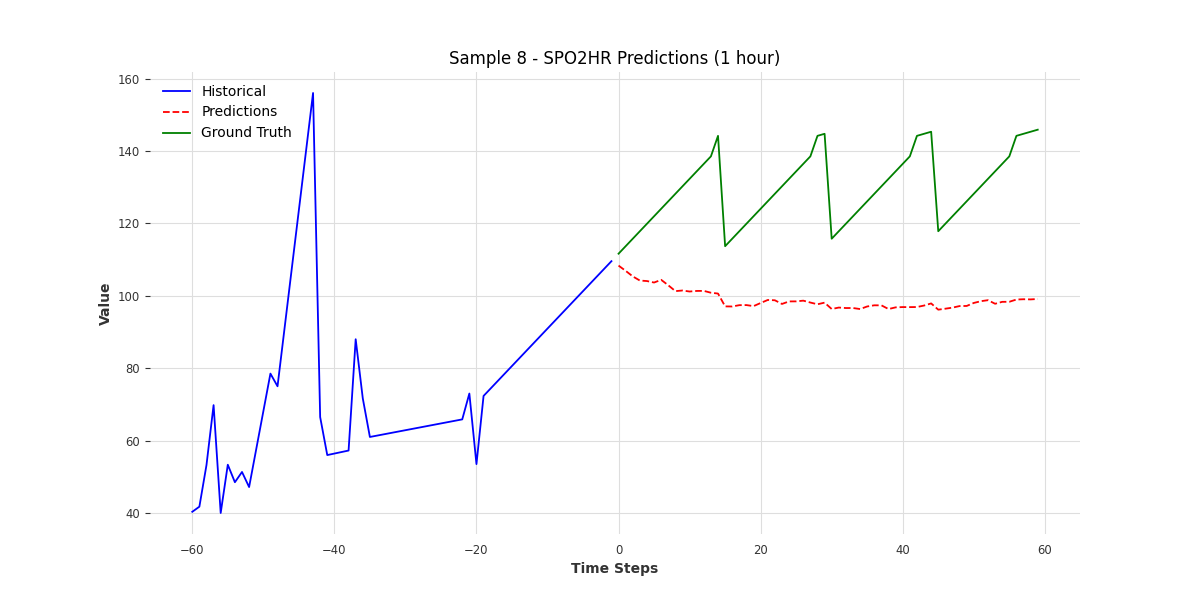 Sample 8 - SPO2HR Predictions (1 hour)
Historical
Predictions
Ground Truth
160
140
120
100
80
60
40
Value
−60
−40
−20
0
20
40
60
Time Steps